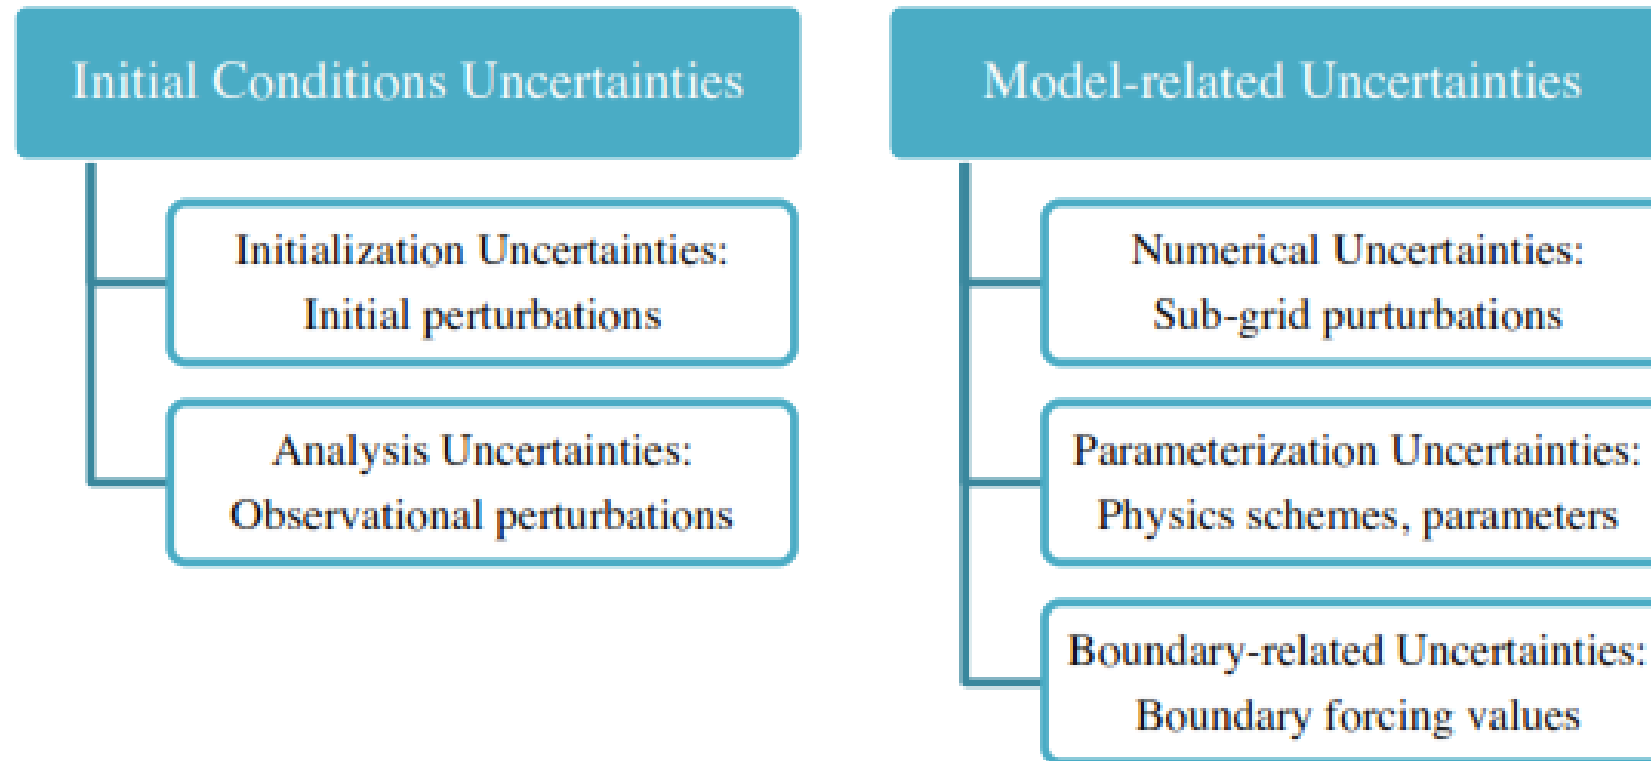 Initial Conditions Uncertainties
Initialization Uncertainties:
Initial perturbations
Analysis Uncertainties:
Observational perturbations
Model-related Uncertainties
Numerical Uncertainties:
Sub-grid purturbations
Parameterization Uncertainties:
Physics schemes, parameters
Boundary-related Uncertainties:
Boundary forcing values